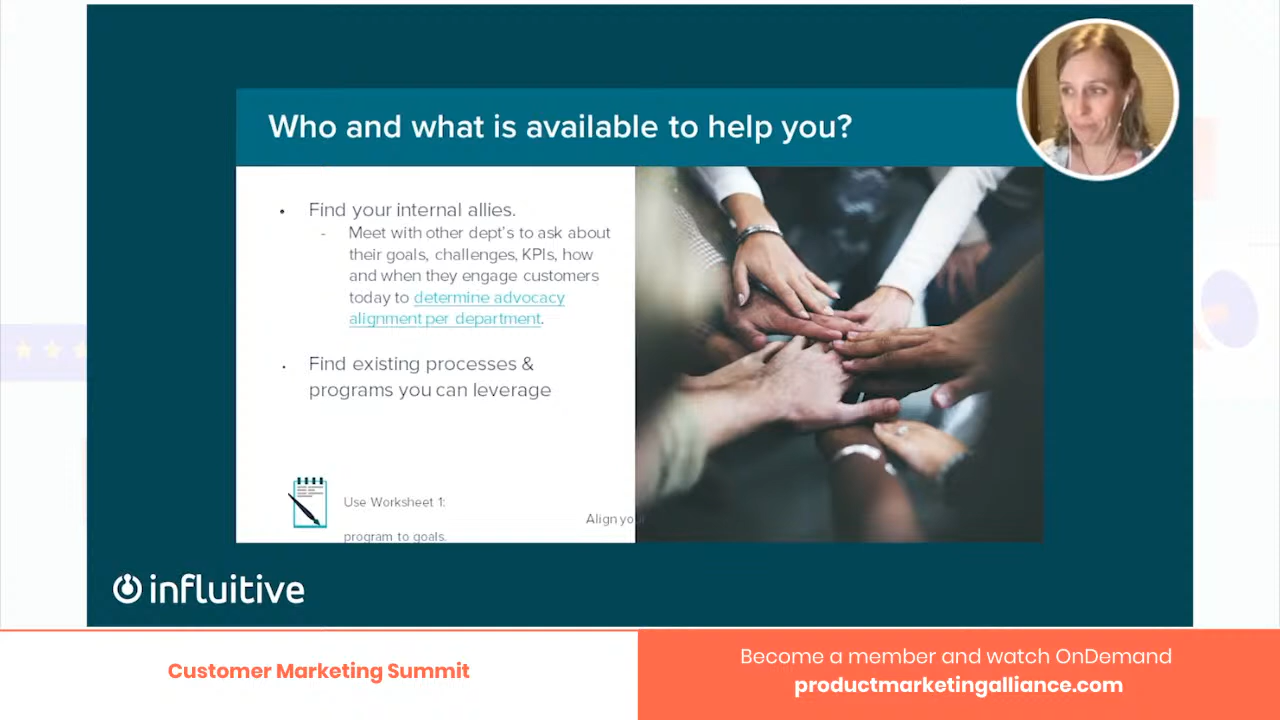 Who and what is available to help you?
• Find your internal allies.
- Meet with other dept's to ask about
their goals, challenges, KPIs, how
and when they engage customers
today to determine advocacy
alignment per department.
• Find existing processes &
programs you can leverage
Use Worksheet 1:
Align your
program to goals.
influitive
Customer Marketing Summit
Become a member and watch OnDemand
productmarketingalliance.com